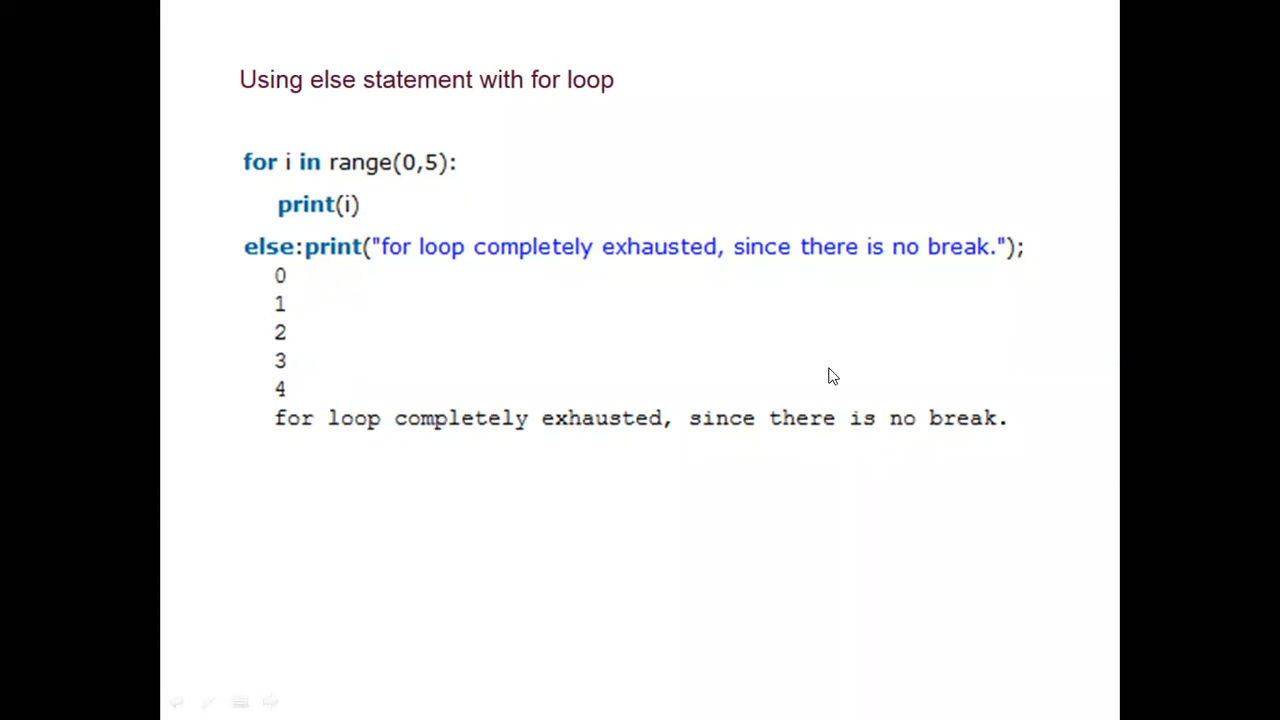 Using else statement with for loop
for i in range(0,5):
print(i)
else:print("for loop completely exhausted, since there is no break.");
0
1
2
3
4
for loop completely exhausted, since there is no break.